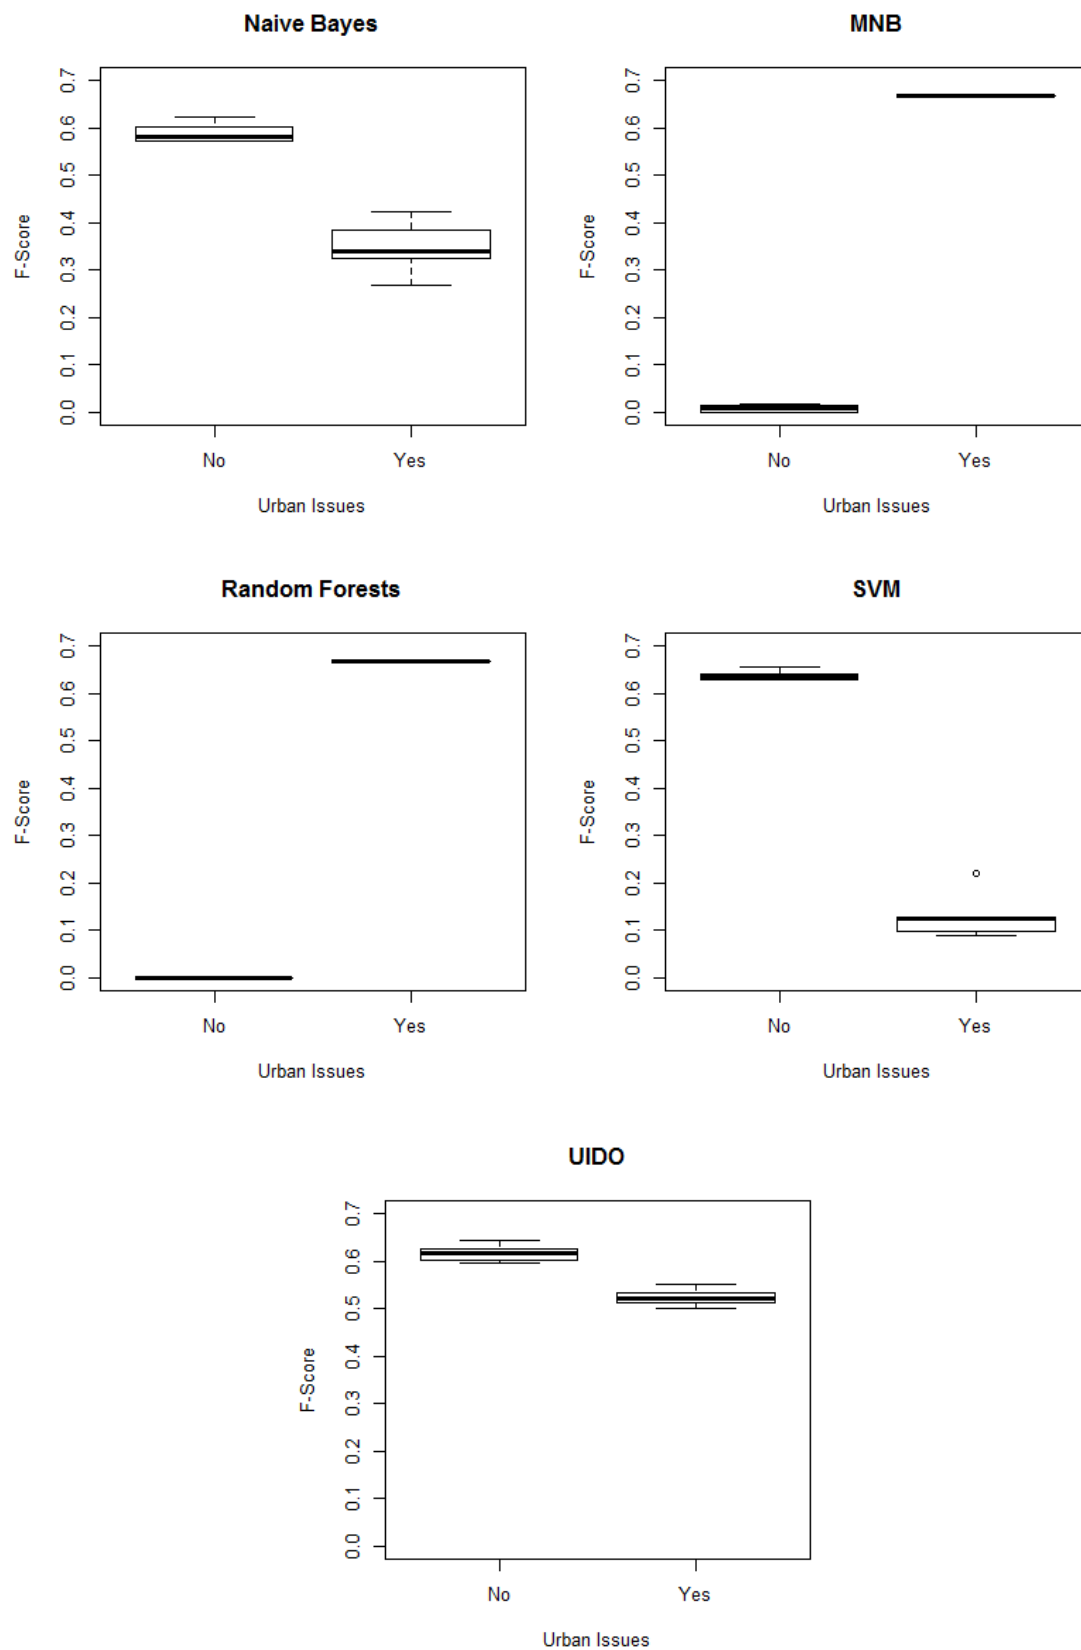 Naive Bayes
F-Score
0.7
0.6
0.5
0.4
0.3
0.2
0.1
0.0
No Yes
Urban Issues
MNB
F-Score
0.7
0.6
0.5
0.4
0.3
0.2
0.1
0.0
No Yes
Urban Issues
Random Forests
F-Score
0.7
0.6
0.5
0.4
0.3
0.2
0.1
0.0
No Yes
Urban Issues
SVM
F-Score
0.7
0.6
0.5
0.4
0.3
0.2
0.1
0.0
No Yes
Urban Issues
UIDO
F-Score
0.7
0.6
0.5
0.4
0.3
0.2
0.1
0.0
No Yes
Urban Issues